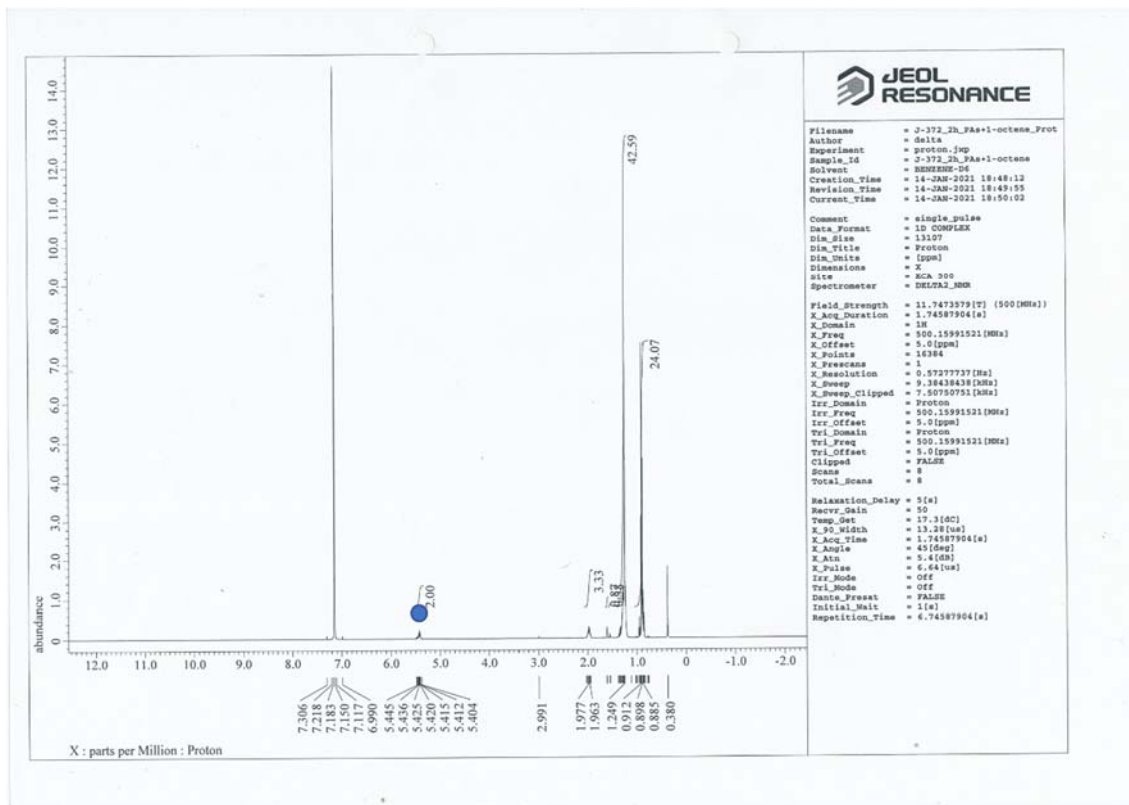 JEOL
RESONANCE
Filename = J-372_2h_PAs+1-octene_Prot
Author = delta
Experiment = proton.jxp
Sample_Id = J-372_2h_PAs+1-octene
Solvent = BENZENE-D6
Creation_Time = 14-JAN-2021 18:48:12
Revision_Time = 14-JAN-2021 18:49:55
Current_Time = 14-JAN-2021 18:50:02
Comment = single_pulse
Data_Format = 1D COMPLEX
Dim_Size = 13107
Dim_Title = Proton
Dim_Units = [ppm]
Dimensions = X
Site = ECA 500
Spectrometer = DELTA2_NMR
Field_Strength = 11.7473579[T] (500[MHz])
X_Acq_Duration = 1.74587904[s]
X_Domain = 1H
X_Freq = 500.15991521[MHz]
X_Offset = 5.0[ppm]
X_Points = 16384
X_Prescans = 1
X_Resolution = 0.57277737[Hz]
X_Sweep = 9.38438438[kHz]
X_Sweep_Clipped = 7.50750751[kHz]
Irr_Domain = Proton
Irr_Freq = 500.15991521[MHz]
Irr_Offset = 5.0[ppm]
Tri_Domain = Proton
Tri_Freq = 500.15991521[MHz]
Tri_Offset = 5.0[ppm]
Clipped = FALSE
Scans = 8
Total_Scans = 8
Relaxation_Delay = 5[s]
Recvr_Gain = 50
Temp_Get = 17.3[dC]
X_90_Width = 13.28[us]
X_Acq_Time = 1.74587904[s]
X_Angle = 45[deg]
X_Atn = 5.4[dB]
X_Pulse = 6.64[us]
Irr_Mode = Off
Tri_Mode = Off
Dante_Presat = FALSE
Initial_Wait = 1[s]
Repetition_Time = 6.74587904[s]
abundance
0 1.0 2.0 3.0 4.0 5.0 6.0 7.0 8.0 9.0 10.0 11.0 12.0 13.0 14.0
2.00
3.33
0.87
42.59
24.07
12.0 11.0 10.0 9.0 8.0 7.0 6.0 5.0 4.0 3.0 2.0 1.0 0 -1.0 -2.0
7.306
7.218
7.183
7.150
7.117
6.990
5.445
5.436
5.425
5.420
5.415
5.412
5.404
2.991
1.977
1.963
1.249
0.912
0.898
0.885
0.380
X : parts per Million : Proton